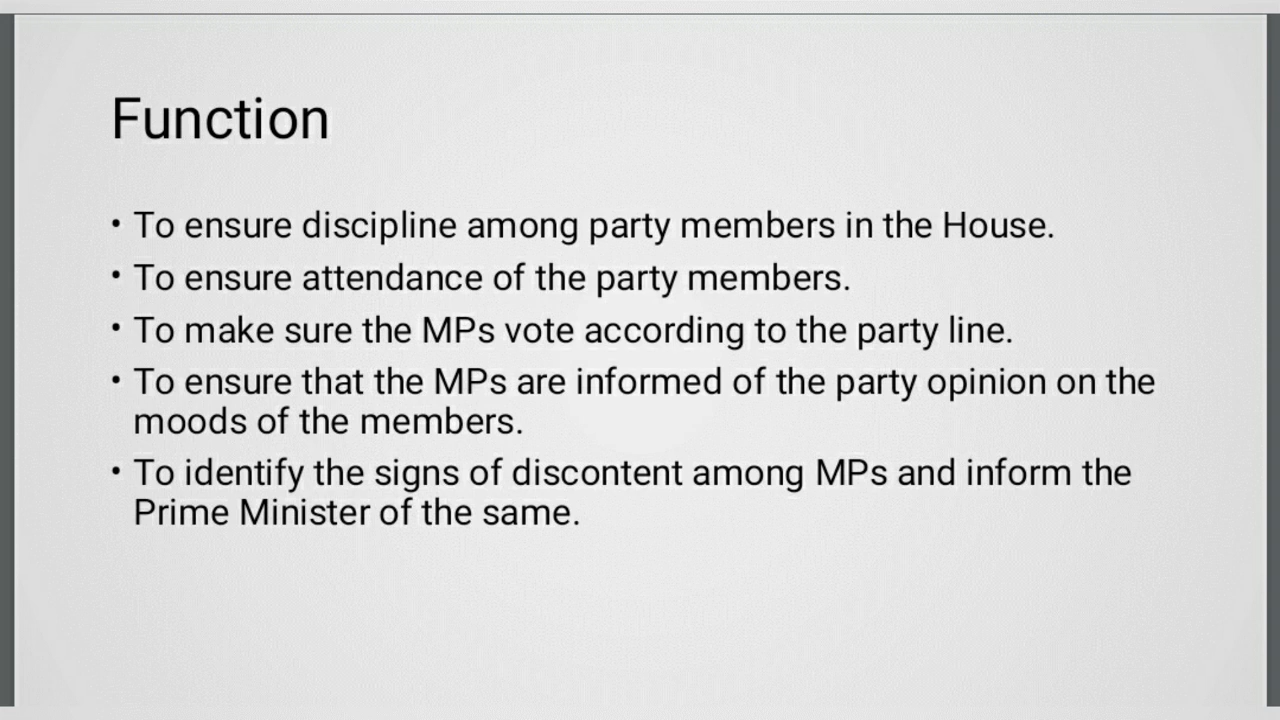 Function
• To ensure discipline among party members in the House.
• To ensure attendance of the party members.
• To make sure the MPs vote according to the party line.
• To ensure that the MPs are informed of the party opinion on the
moods of the members.
• To identify the signs of discontent among MPs and inform the
Prime Minister of the same.